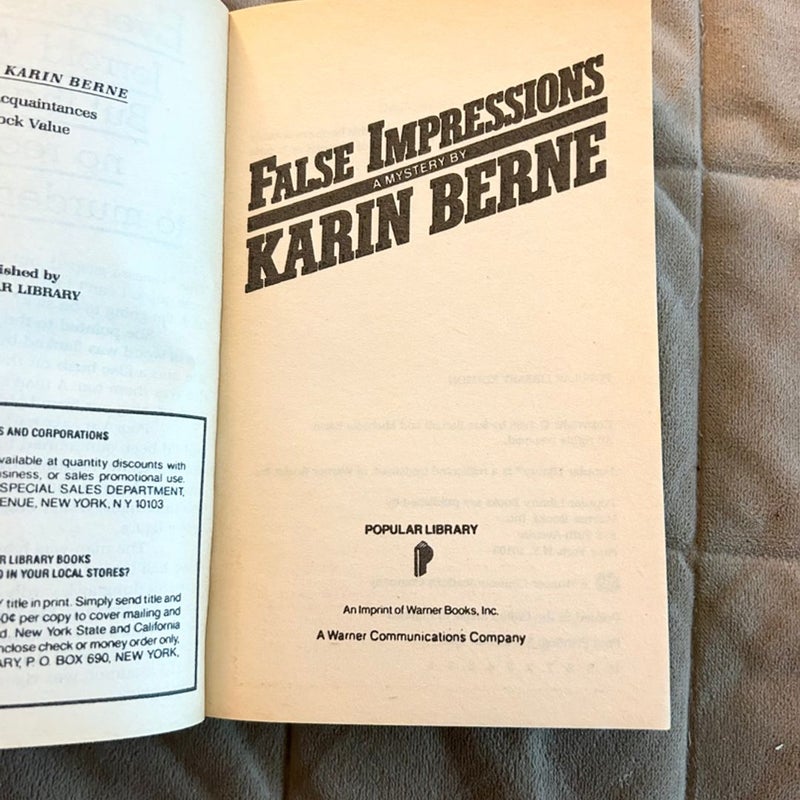 KARIN BERNE
cquaintances
ock Value
ished by
R LIBRARY
S AND CORPORATIONS
vailable at quantity discounts with
siness, or sales promotional use.
SPECIAL SALES DEPARTMENT,
ENUE, NEW YORK, N Y 10103
R LIBRARY BOOKS
D IN YOUR LOCAL STORES?
Y title in print. Simply send title and
0¢ per copy to cover mailing and
d. New York State and California
nclose check or money order only,
ARY, P. O. BOX 690, NEW YORK,
FALSE IMPRESSIONS
A MYSTERY BY
KARIN BERNE
POPULAR LIBRARY
An Imprint of Warner Books, Inc.
A Warner Communications Company